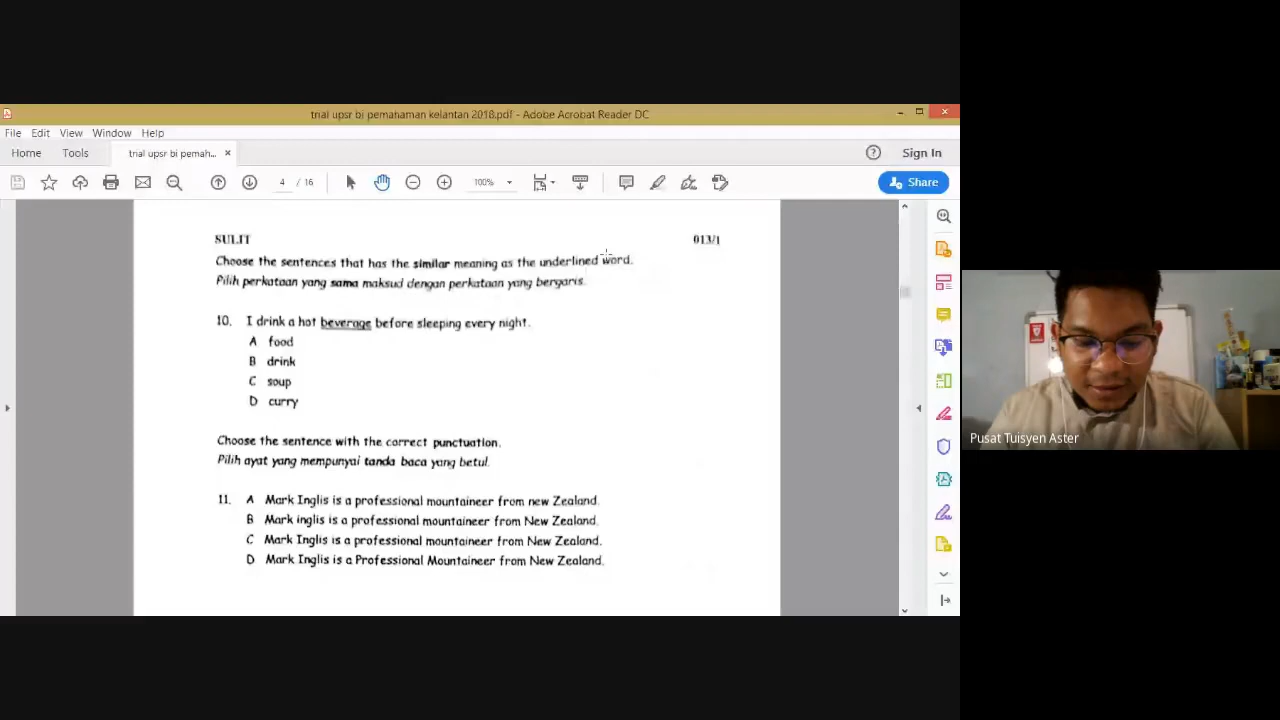 trial upsr bi pemahaman kelantan 2018.pdf - Adobe Acrobat Reader DC
File Edit View Window Help
Home Tools trial upsr bi pemah... × ? Sign In
4 / 16 100% Share
SULIT 013/1
Choose the sentences that has the similar meaning as the underlined word.
Pilih perkataan yang sama maksud dengan perkataan yang bergaris.
10. I drink a hot beverage before sleeping every night.
A food
B drink
C soup
D curry
Choose the sentence with the correct punctuation.
Pilih ayat yang mempunyai tanda baca yang betul.
11. A Mark Inglis is a professional mountaineer from new Zealand.
B Mark inglis is a professional mountaineer from New Zealand.
C Mark Inglis is a professional mountaineer from New Zealand.
D Mark Inglis is a Professional Mountaineer from New Zealand.
Pusat Tuisyen Aster